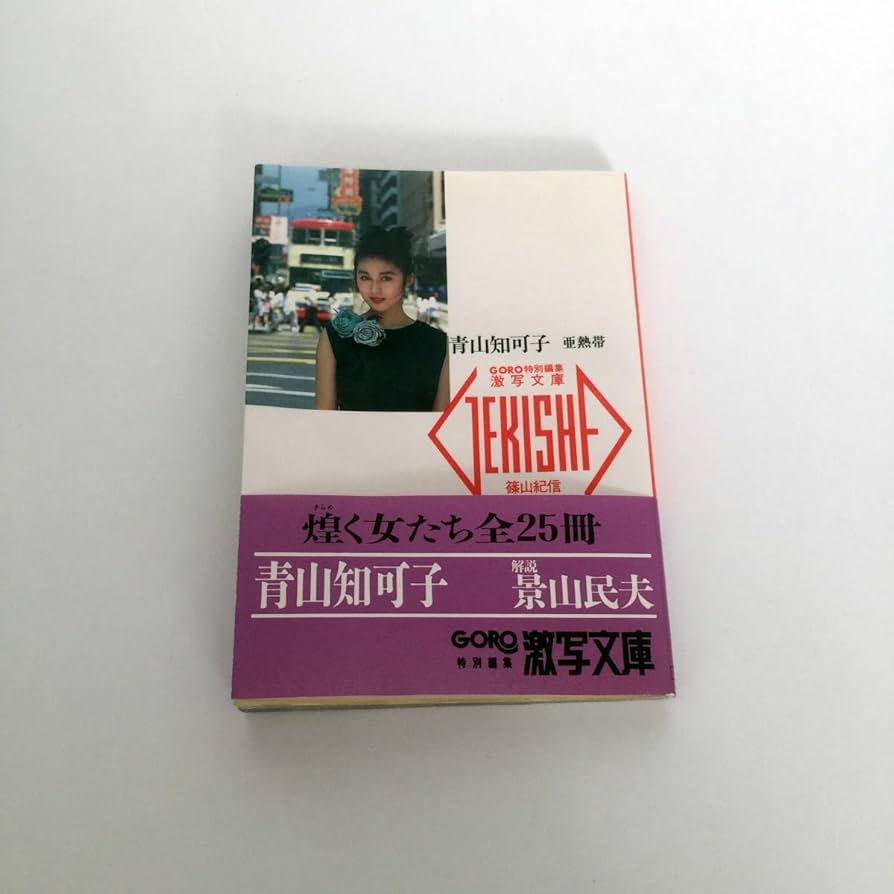 青山知可子 亜熱帯
GORO特別編集
激写文庫
GEKISHA
篠山紀信
きらめ
煌く女たち全25冊
解説
青山知可子 景山民夫
GORO 激写文庫
特別編集